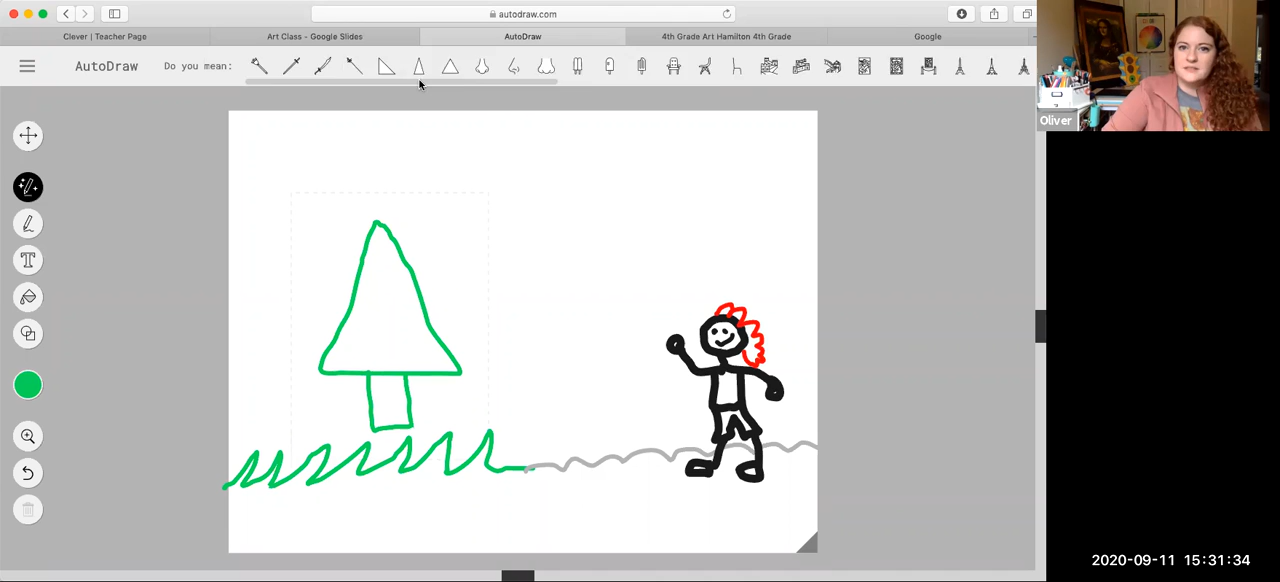 autodraw.com
Clever | Teacher Page
Art Class - Google Slides
AutoDraw
4th Grade Art Hamilton 4th Grade
Google
AutoDraw
Do you mean:
T
Oliver
2020-09-11 15:31:34